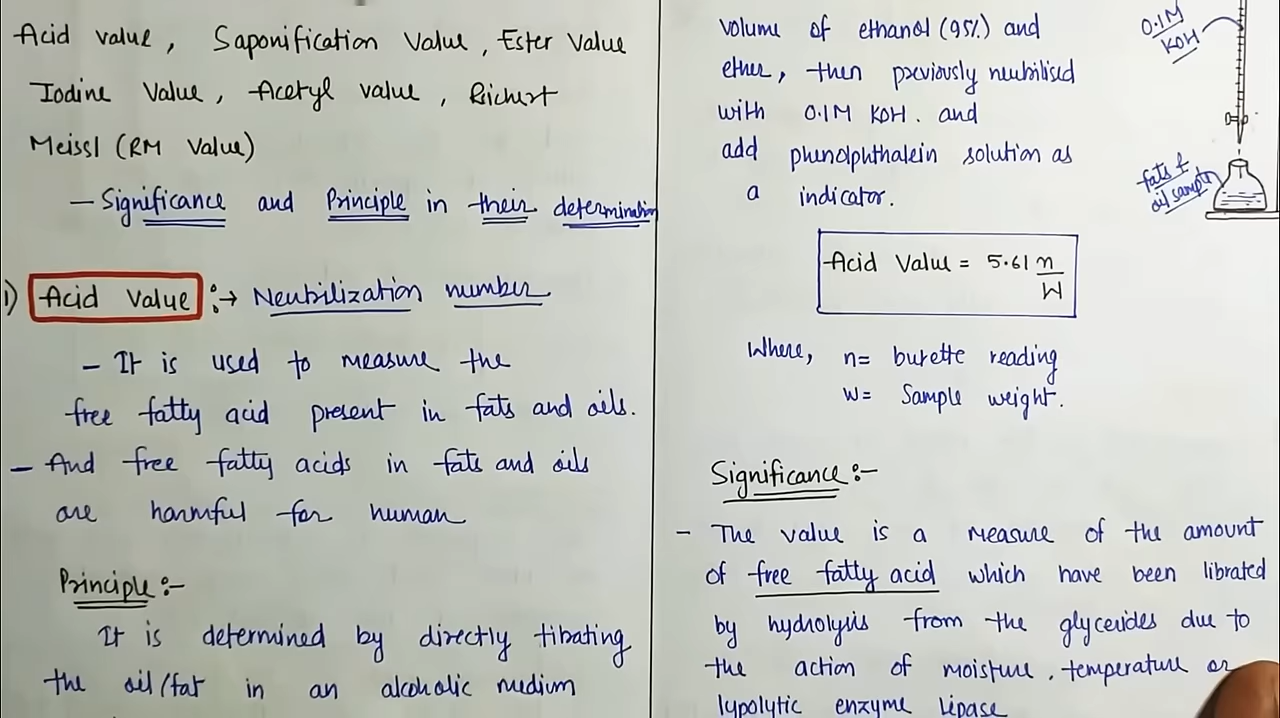 Acid value, Saponification Value, Ester Value
Iodine Value, Acetyl value, Reichert
Meissl (RM Value)
- Significance and Principle in their determination
1) Acid Value :→ Neutrilization number
- It is used to measure the
free fatty acid present in fats and oils.
- And free fatty acids in fats and oils
are harmful for human
Principle :-
It is determined by directly titrating
the oil/fat in an alcoholic medium
volume of ethanol (95%) and
ether, then previously neutrilised
with 0.1M KOH. and
add phenolphthalein solution as
a indicator.
0.1M
KOH
fats &
oil sample
Acid Value = 5.61 n
W
Where, n= burette reading
W= Sample weight.
Significance :-
- The value is a measure of the amount
of free fatty acid which have been librated
by hydrolysis from the glycerides due to
the action of moisture, temperature or
lypolytic enzyme lipase